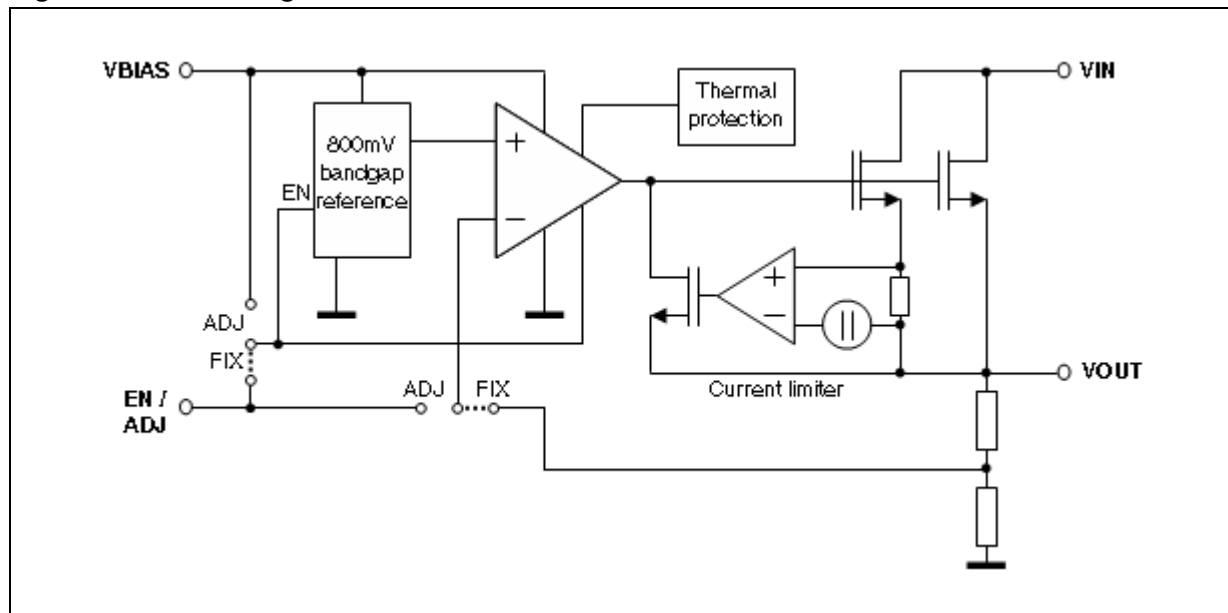 VBIAS
VIN
Thermal
protection
800mV
bandgap
reference
EN
+
−
+
−
ADJ
FIX
EN /
ADJ
ADJ
FIX
Current limiter
VOUT